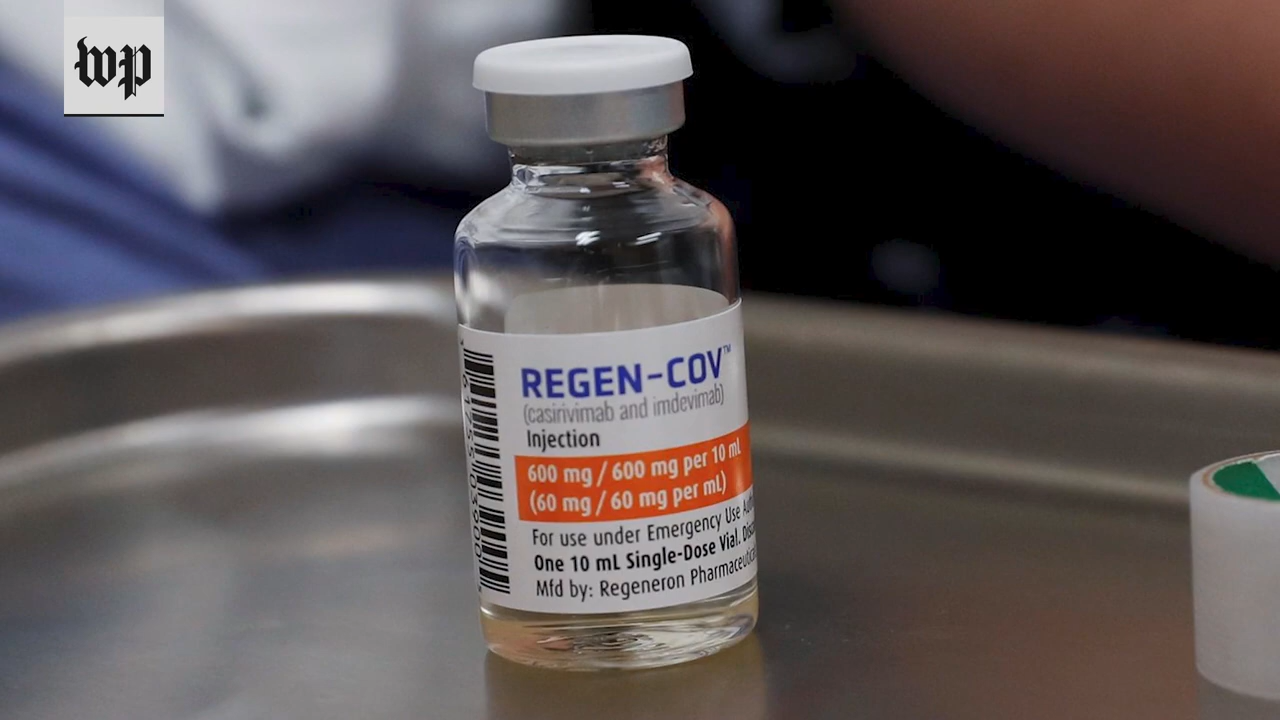 wp
REGEN-COV™
(casirivimab and imdevimab)
Injection
600 mg / 600 mg per 10 mL
(60 mg / 60 mg per mL)
For use under Emergency Use
One 10 mL Single-Dose Vial.
Mfd by: Regeneron